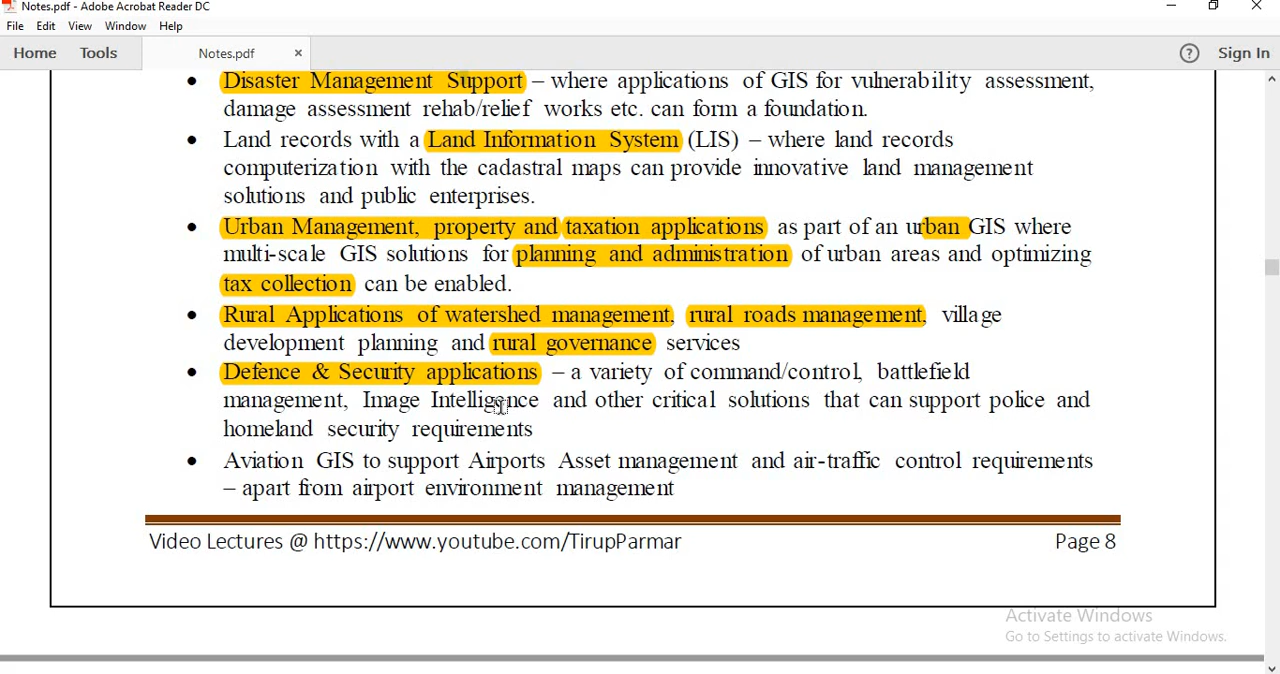 Notes.pdf - Adobe Acrobat Reader DC
File Edit View Window Help
Home Tools Notes.pdf × ? Sign In
• Disaster Management Support – where applications of GIS for vulnerability assessment,
damage assessment rehab/relief works etc. can form a foundation.
• Land records with a Land Information System (LIS) – where land records
computerization with the cadastral maps can provide innovative land management
solutions and public enterprises.
• Urban Management, property and taxation applications as part of an urban GIS where
multi-scale GIS solutions for planning and administration of urban areas and optimizing
tax collection can be enabled.
• Rural Applications of watershed management, rural roads management, village
development planning and rural governance services
• Defence & Security applications – a variety of command/control, battlefield
management, Image Intelligence and other critical solutions that can support police and
homeland security requirements
• Aviation GIS to support Airports Asset management and air-traffic control requirements
– apart from airport environment management
Video Lectures @ https://www.youtube.com/TirupParmar Page 8
Activate Windows
Go to Settings to activate Windows.